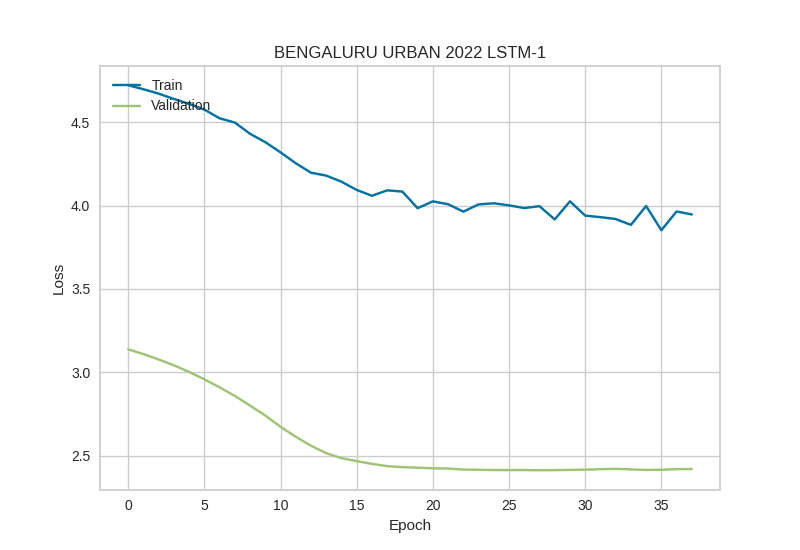 BENGALURU URBAN 2022 LSTM-1
Train
Validation
4.5
4.0
3.5
3.0
2.5
Loss
0 5 10 15 20 25 30 35
Epoch